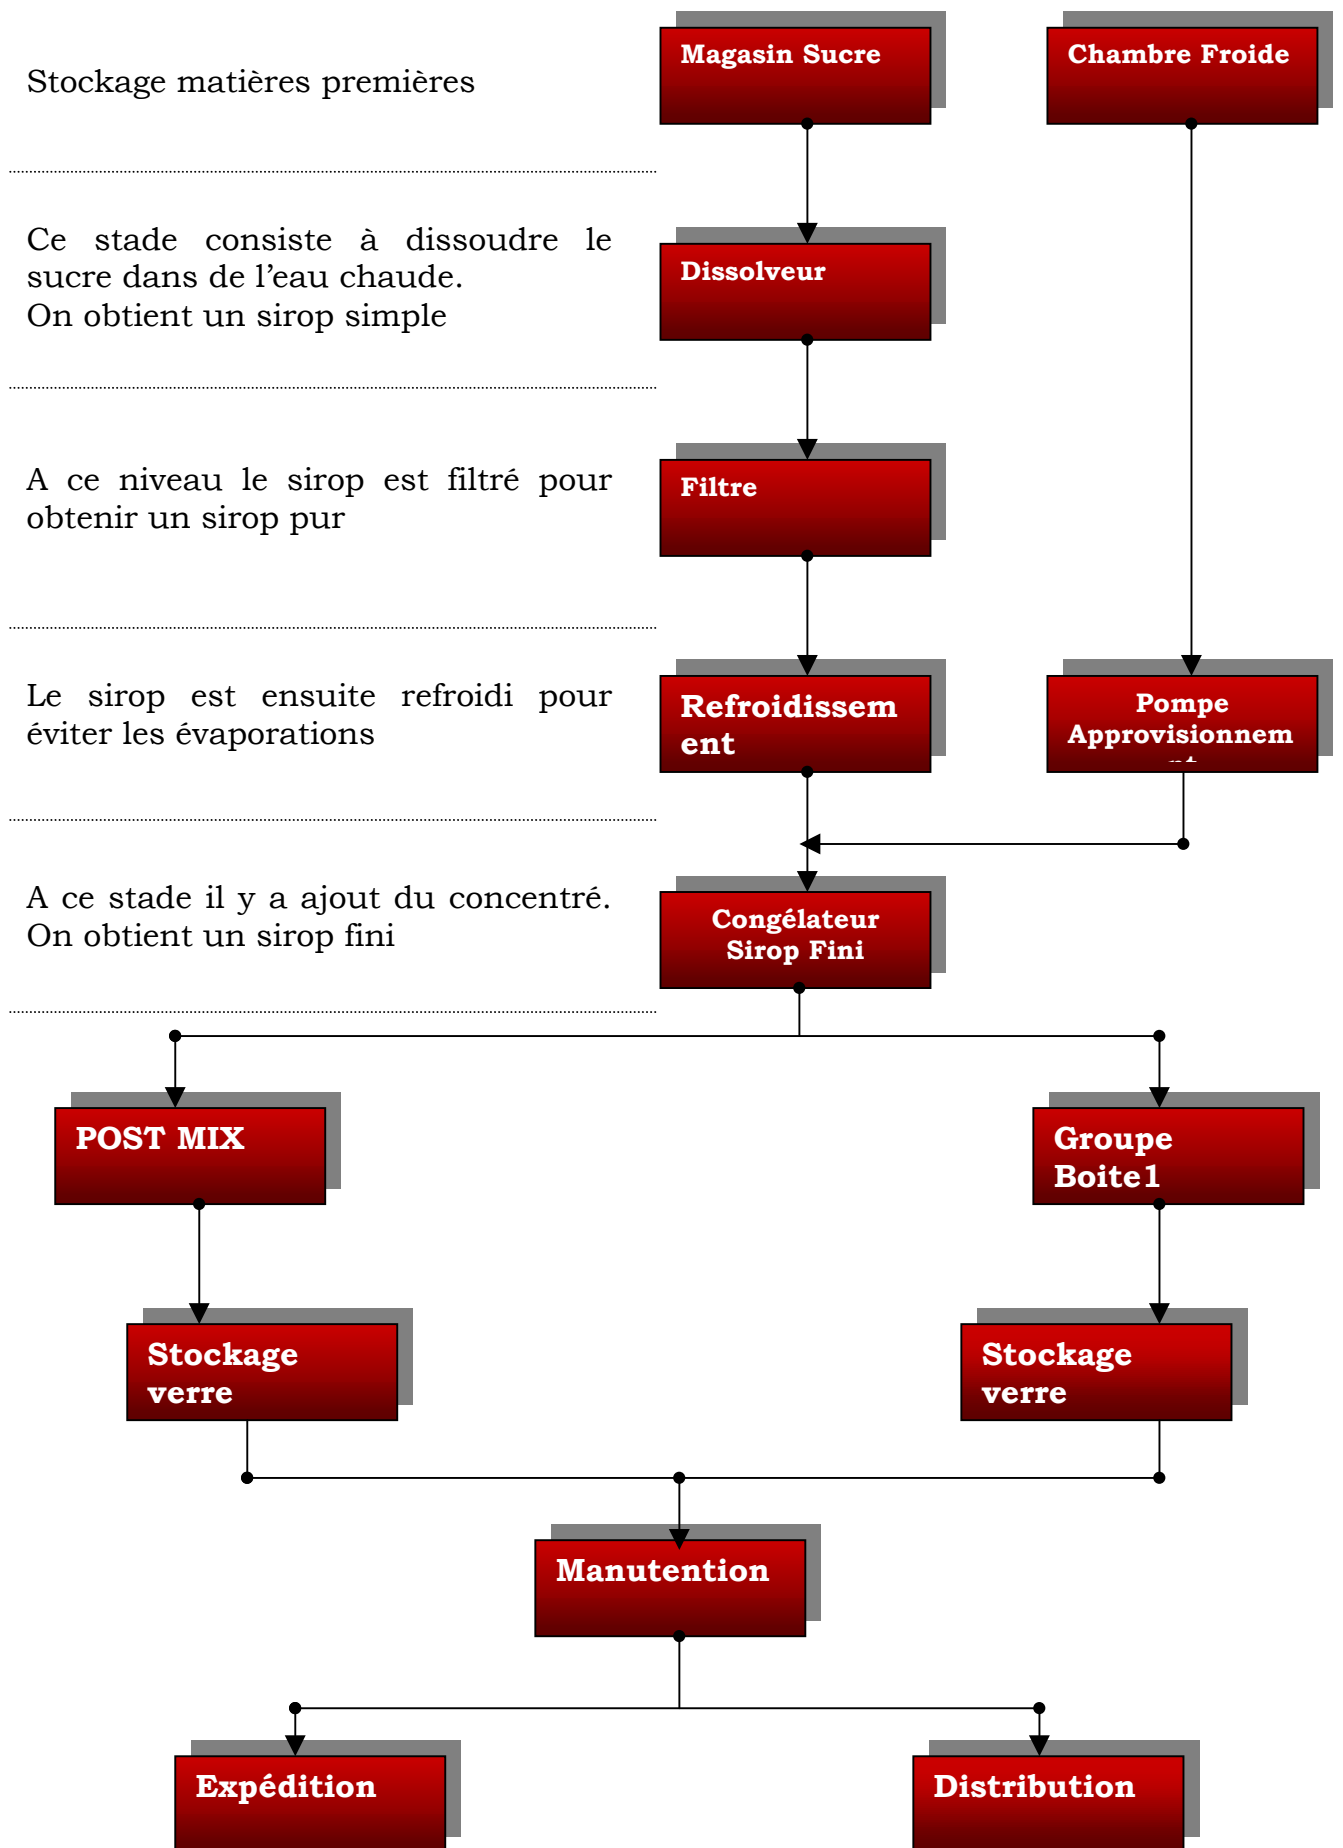 Stockage matières premières
Magasin Sucre
Chambre Froide
Ce stade consiste à dissoudre le
sucre dans de l'eau chaude.
On obtient un sirop simple
Dissolveur
A ce niveau le sirop est filtré pour
obtenir un sirop pur
Filtre
Le sirop est ensuite refroidi pour
éviter les évaporations
Refroidissem
ent
Pompe
Approvisionnem
A ce stade il y a ajout du concentré.
On obtient un sirop fini
Congélateur
Sirop Fini
POST MIX
Groupe
Boite1
Stockage
verre
Stockage
verre
Manutention
Expédition
Distribution